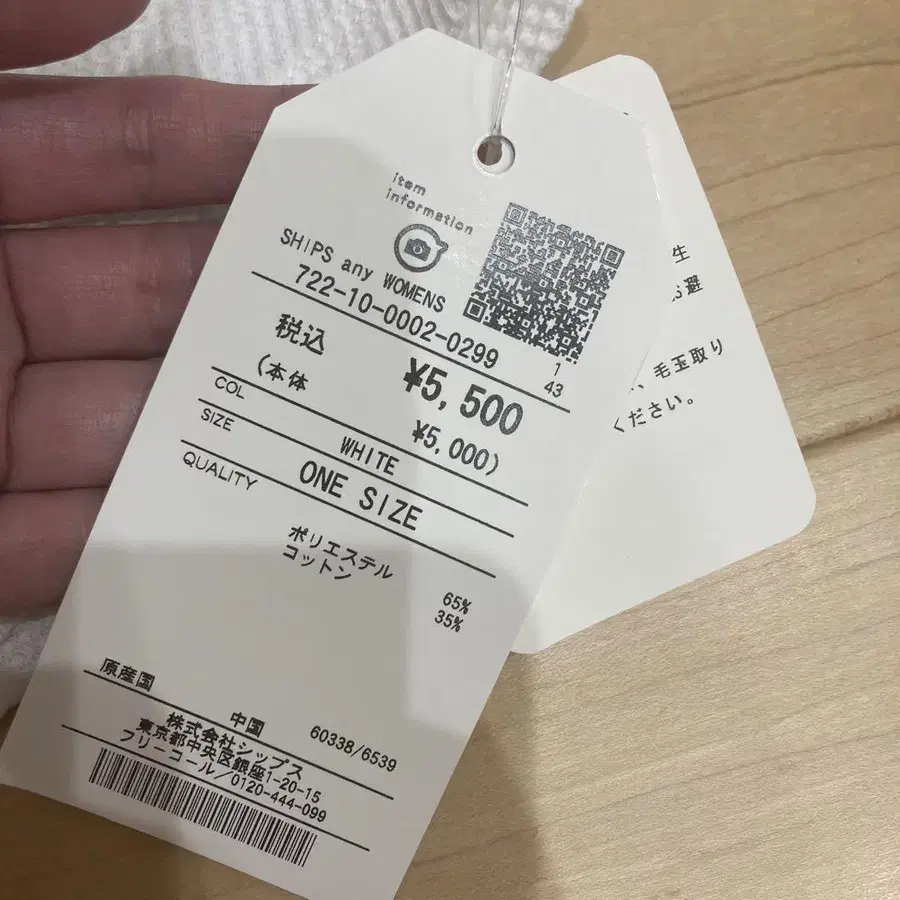 item
information
SHIPS any WOMENS
722-10-0002-0299
1
43
税込 ¥5,500
(本体 ¥5,000)
COL WHITE
SIZE ONE SIZE
QUALITY
ポリエステル 65%
コットン 35%
原産国 中国 60338/6539
株式会社シップス
東京都中央区銀座1-20-15
フリーコール/0120-444-099
生
避
、毛玉取り
ください。